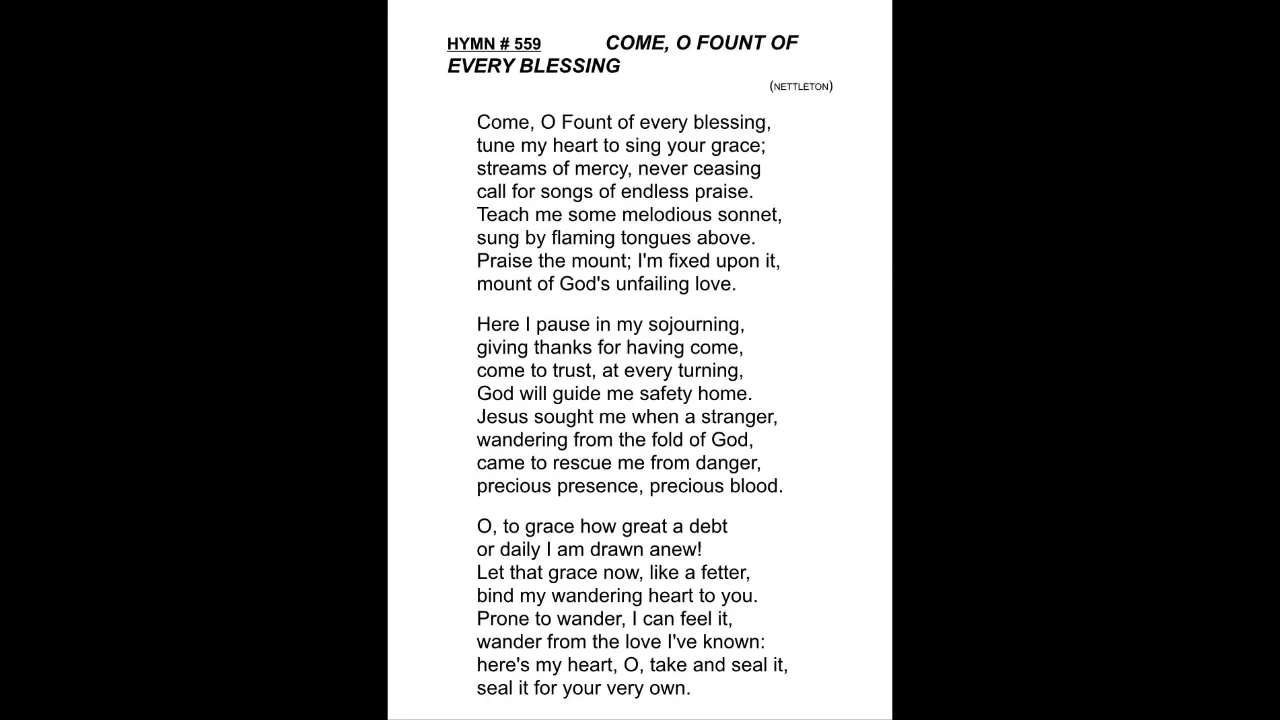 HYMN # 559 COME, O FOUNT OF
EVERY BLESSING
(NETTLETON)
Come, O Fount of every blessing,
tune my heart to sing your grace;
streams of mercy, never ceasing
call for songs of endless praise.
Teach me some melodious sonnet,
sung by flaming tongues above.
Praise the mount; I'm fixed upon it,
mount of God's unfailing love.
Here I pause in my sojourning,
giving thanks for having come,
come to trust, at every turning,
God will guide me safety home.
Jesus sought me when a stranger,
wandering from the fold of God,
came to rescue me from danger,
precious presence, precious blood.
O, to grace how great a debt
or daily I am drawn anew!
Let that grace now, like a fetter,
bind my wandering heart to you.
Prone to wander, I can feel it,
wander from the love I've known:
here's my heart, O, take and seal it,
seal it for your very own.